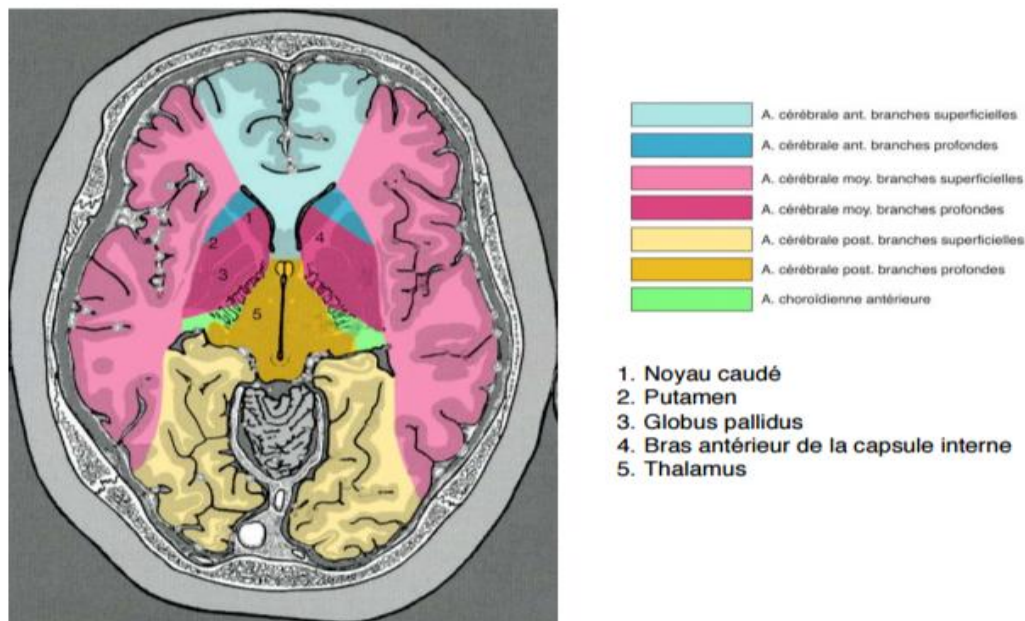 1
2
3
4
5
A. cérébrale ant. branches superficielles
A. cérébrale ant. branches profondes
A. cérébrale moy. branches superficielles
A. cérébrale moy. branches profondes
A. cérébrale post. branches superficielles
A. cérébrale post. branches profondes
A. choroïdienne antérieure
1. Noyau caudé
2. Putamen
3. Globus pallidus
4. Bras antérieur de la capsule interne
5. Thalamus